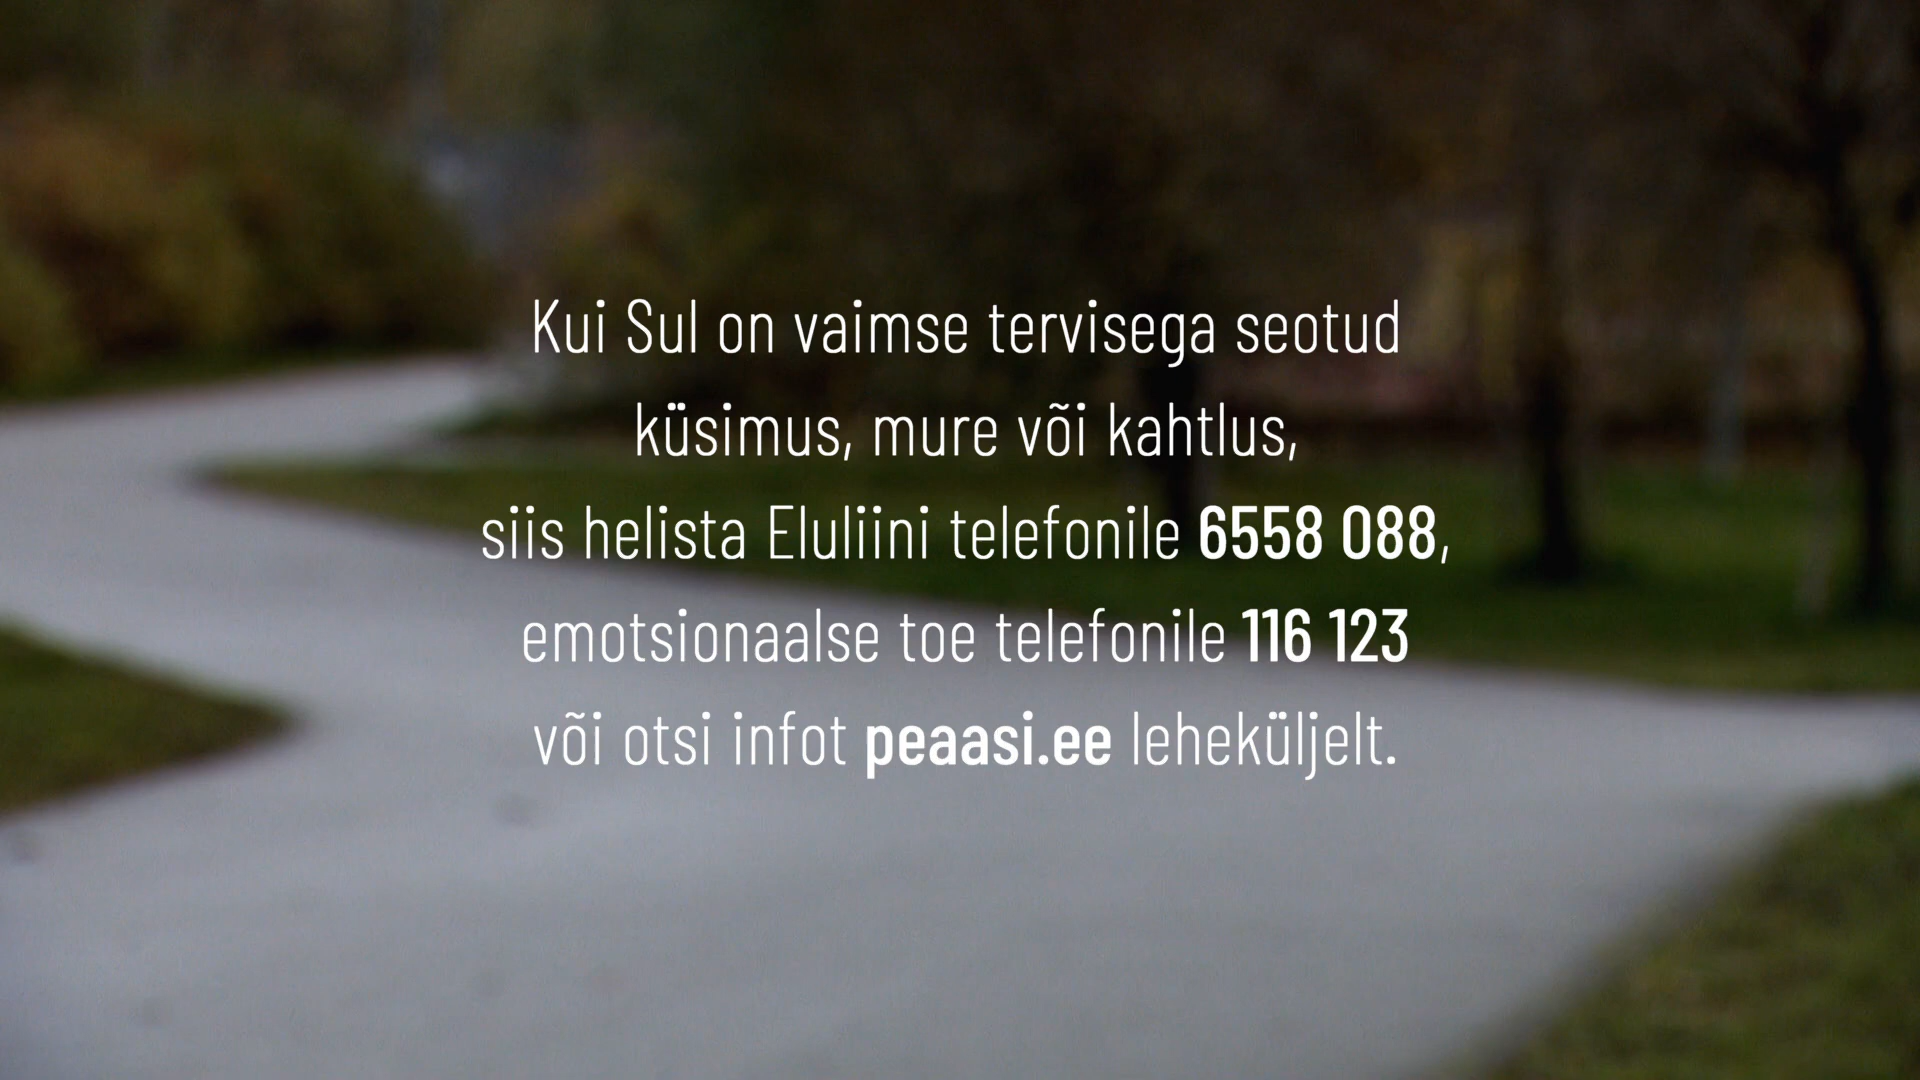 Kui Sul on vaimse tervisega seotud
küsimus, mure või kahtlus,
siis helista Eluliini telefonile 6558 088,
emotsionaalse toe telefonile 116 123
või otsi infot peaasi.ee leheküljelt.